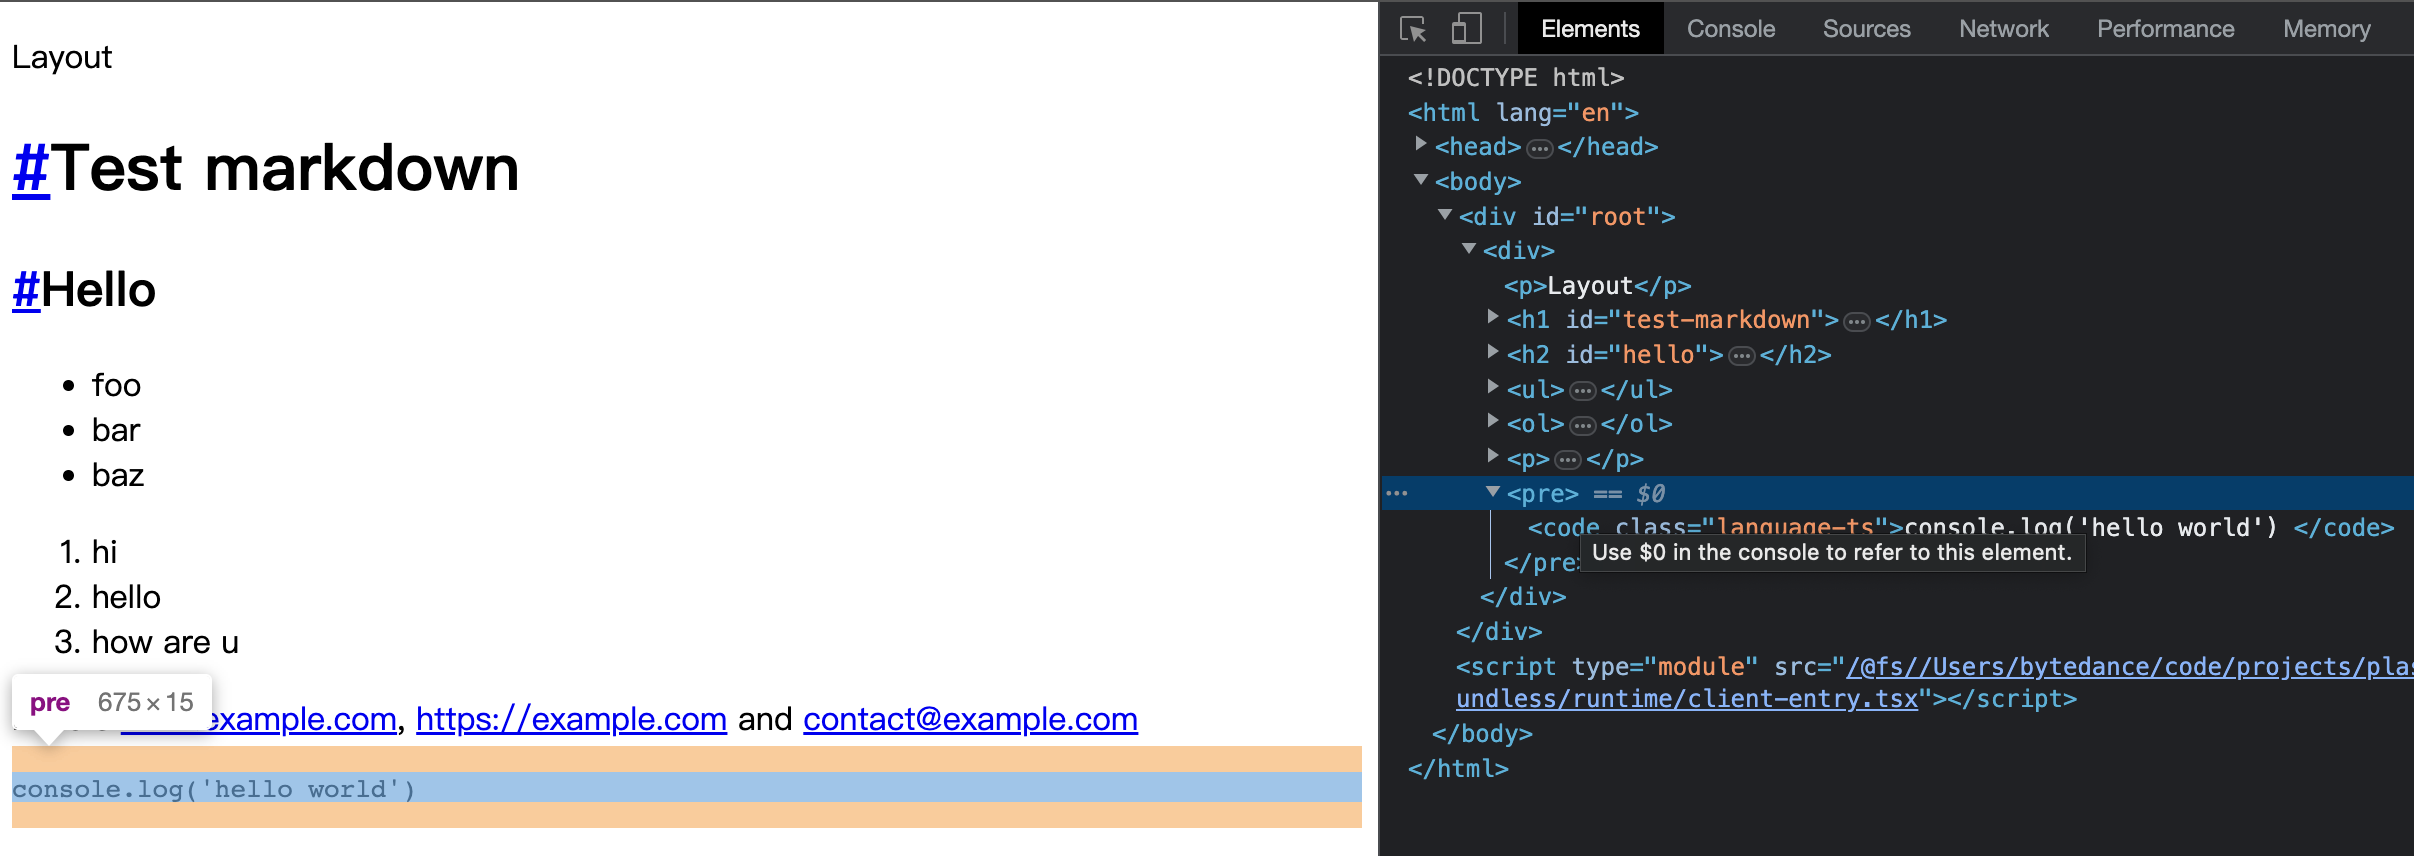 Layout
#Test markdown
#Hello
• foo
• bar
• baz
1. hi
2. hello
3. how are u
pre 675×15
example.com, https://example.com and contact@example.com
console.log('hello world')
Elements Console Sources Network Performance Memory
<!DOCTYPE html>
<html lang="en">
<head>…</head>
<body>
<div id="root">
<div>
<p>Layout</p>
<h1 id="test-markdown">…</h1>
<h2 id="hello">…</h2>
<ul>…</ul>
<ol>…</ol>
<p>…</p>
… <pre> == $0
<code class="language-ts">console.log('hello world') </code>
Use $0 in the console to refer to this element.
</pre
</div>
</div>
<script type="module" src="/@fs//Users/bytedance/code/projects/plas
undless/runtime/client-entry.tsx"></script>
</body>
</html>